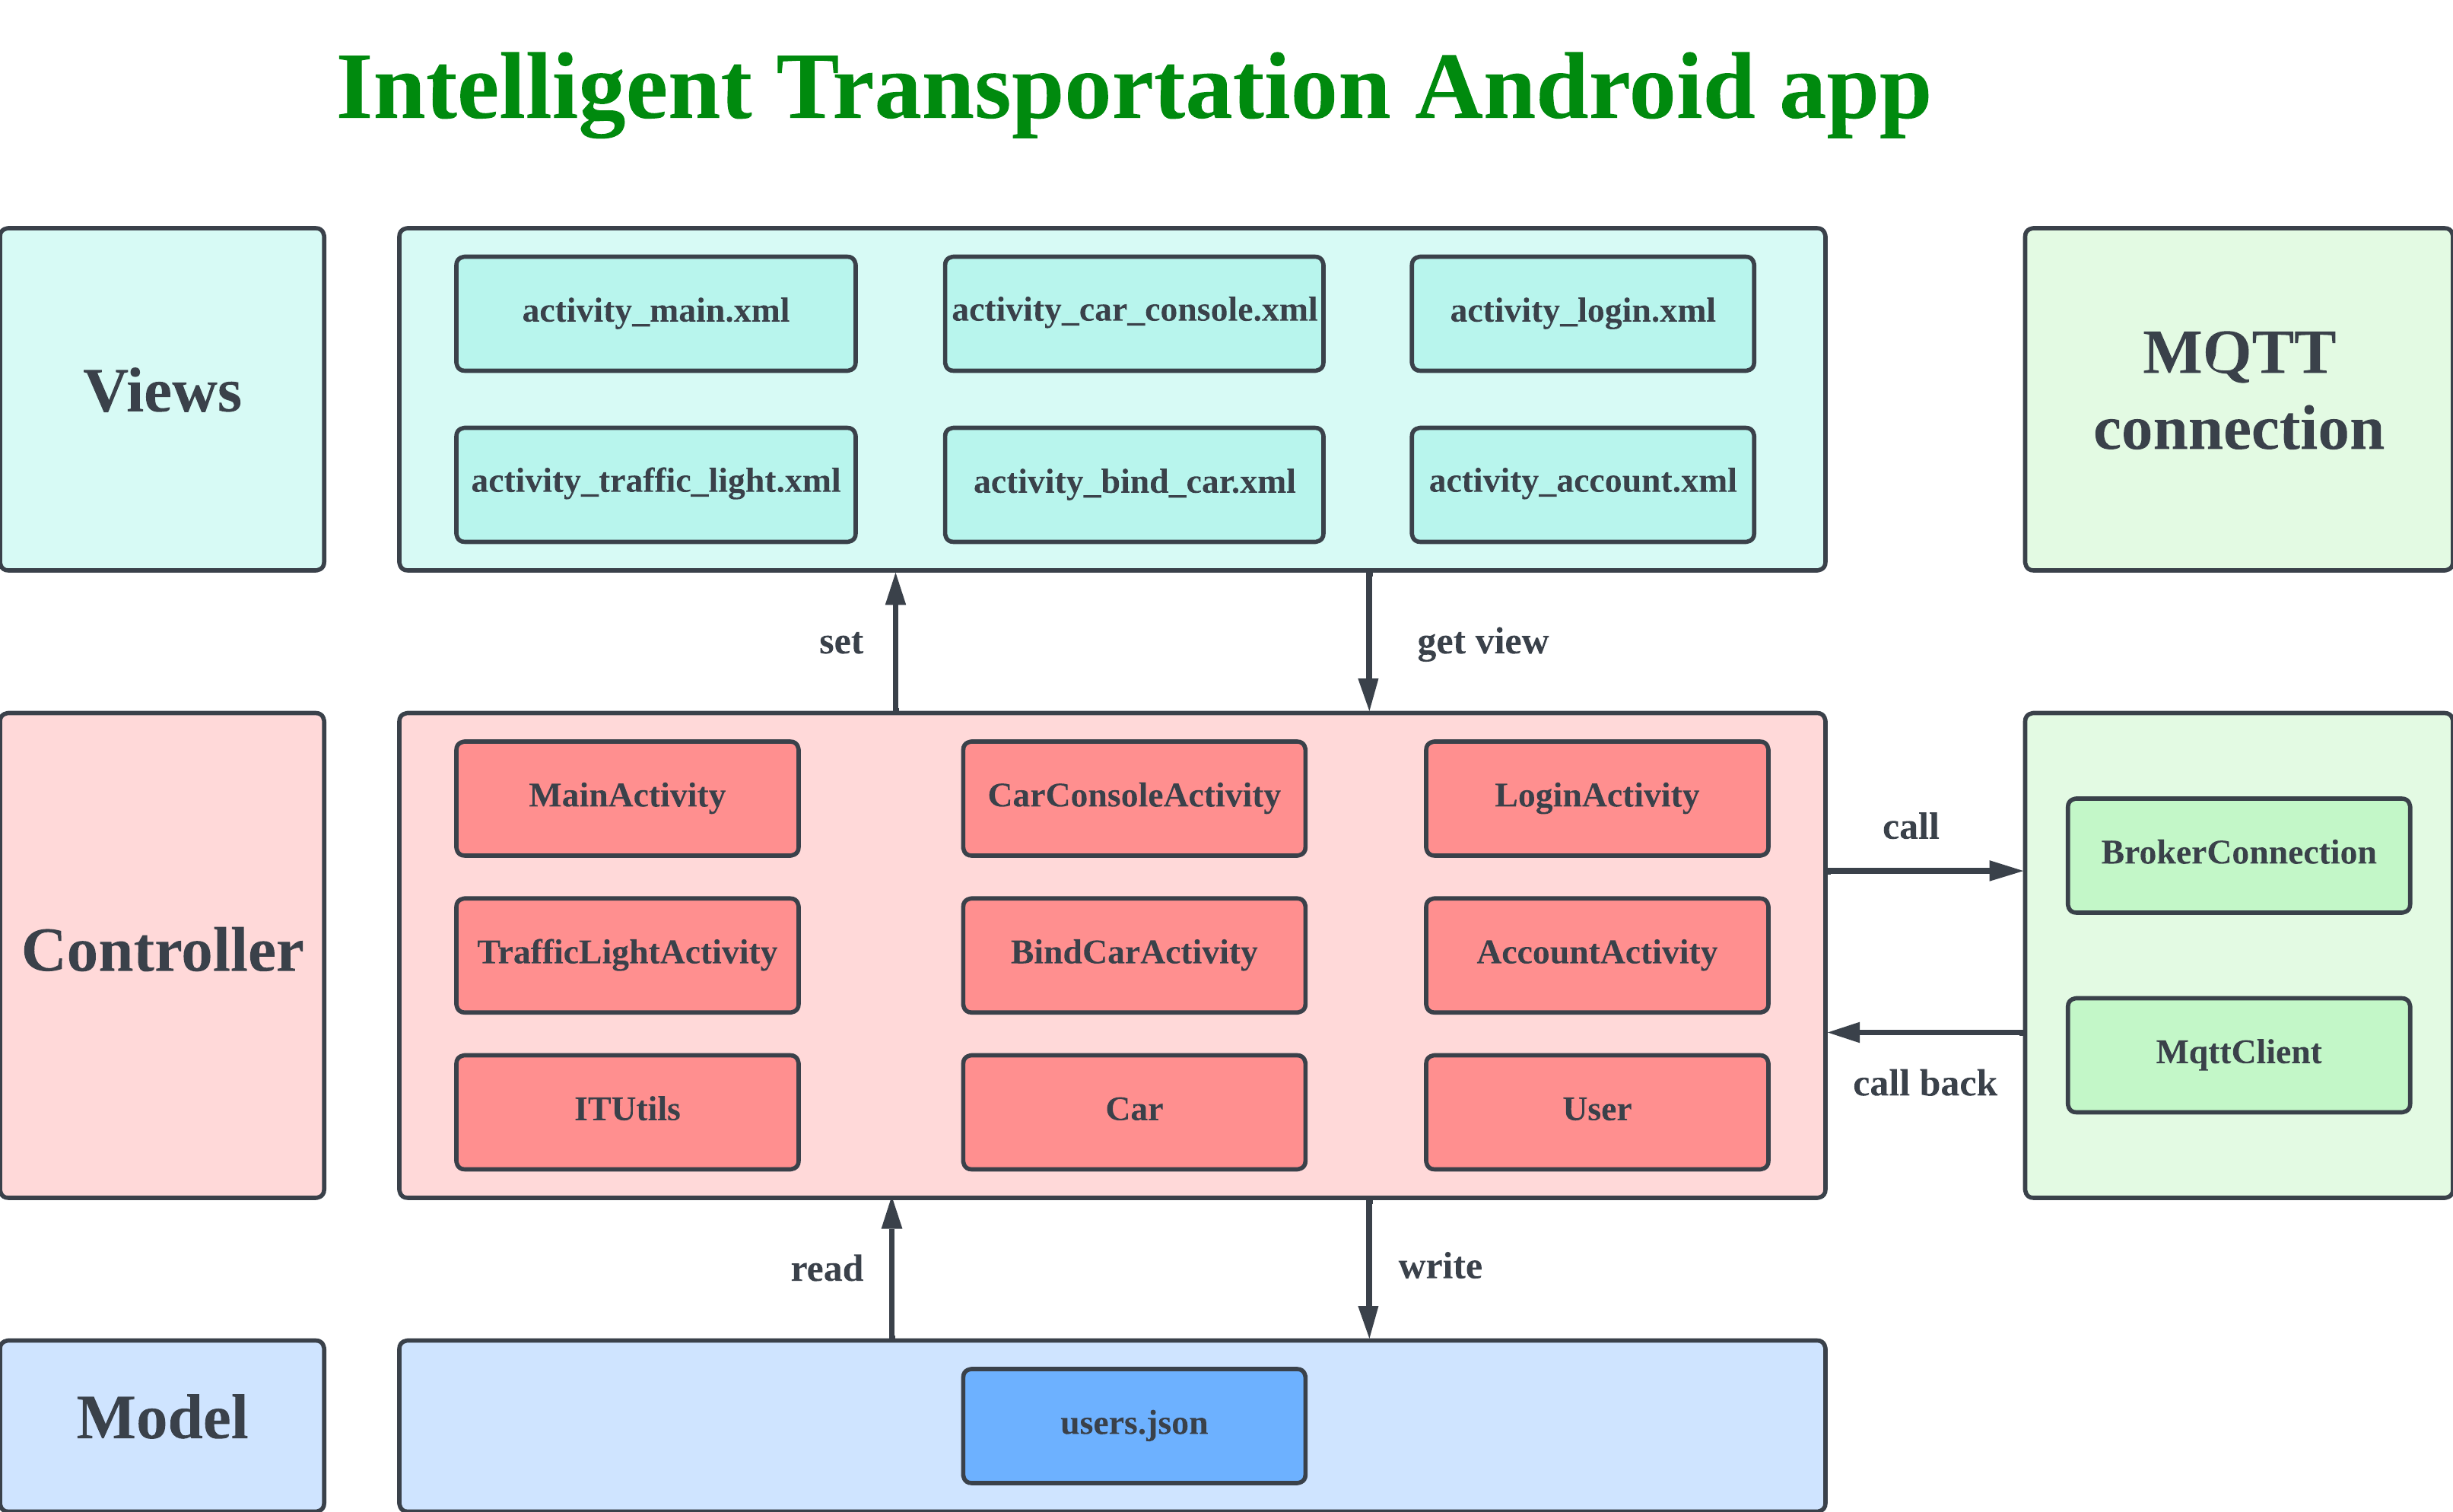 Intelligent Transportation Android app
Views
activity_main.xml
activity_car_console.xml
activity_login.xml
activity_traffic_light.xml
activity_bind_car.xml
activity_account.xml
MQTT
connection
set
get view
Controller
MainActivity
CarConsoleActivity
LoginActivity
TrafficLightActivity
BindCarActivity
AccountActivity
ITUtils
Car
User
call
call back
BrokerConnection
MqttClient
read
write
Model
users.json